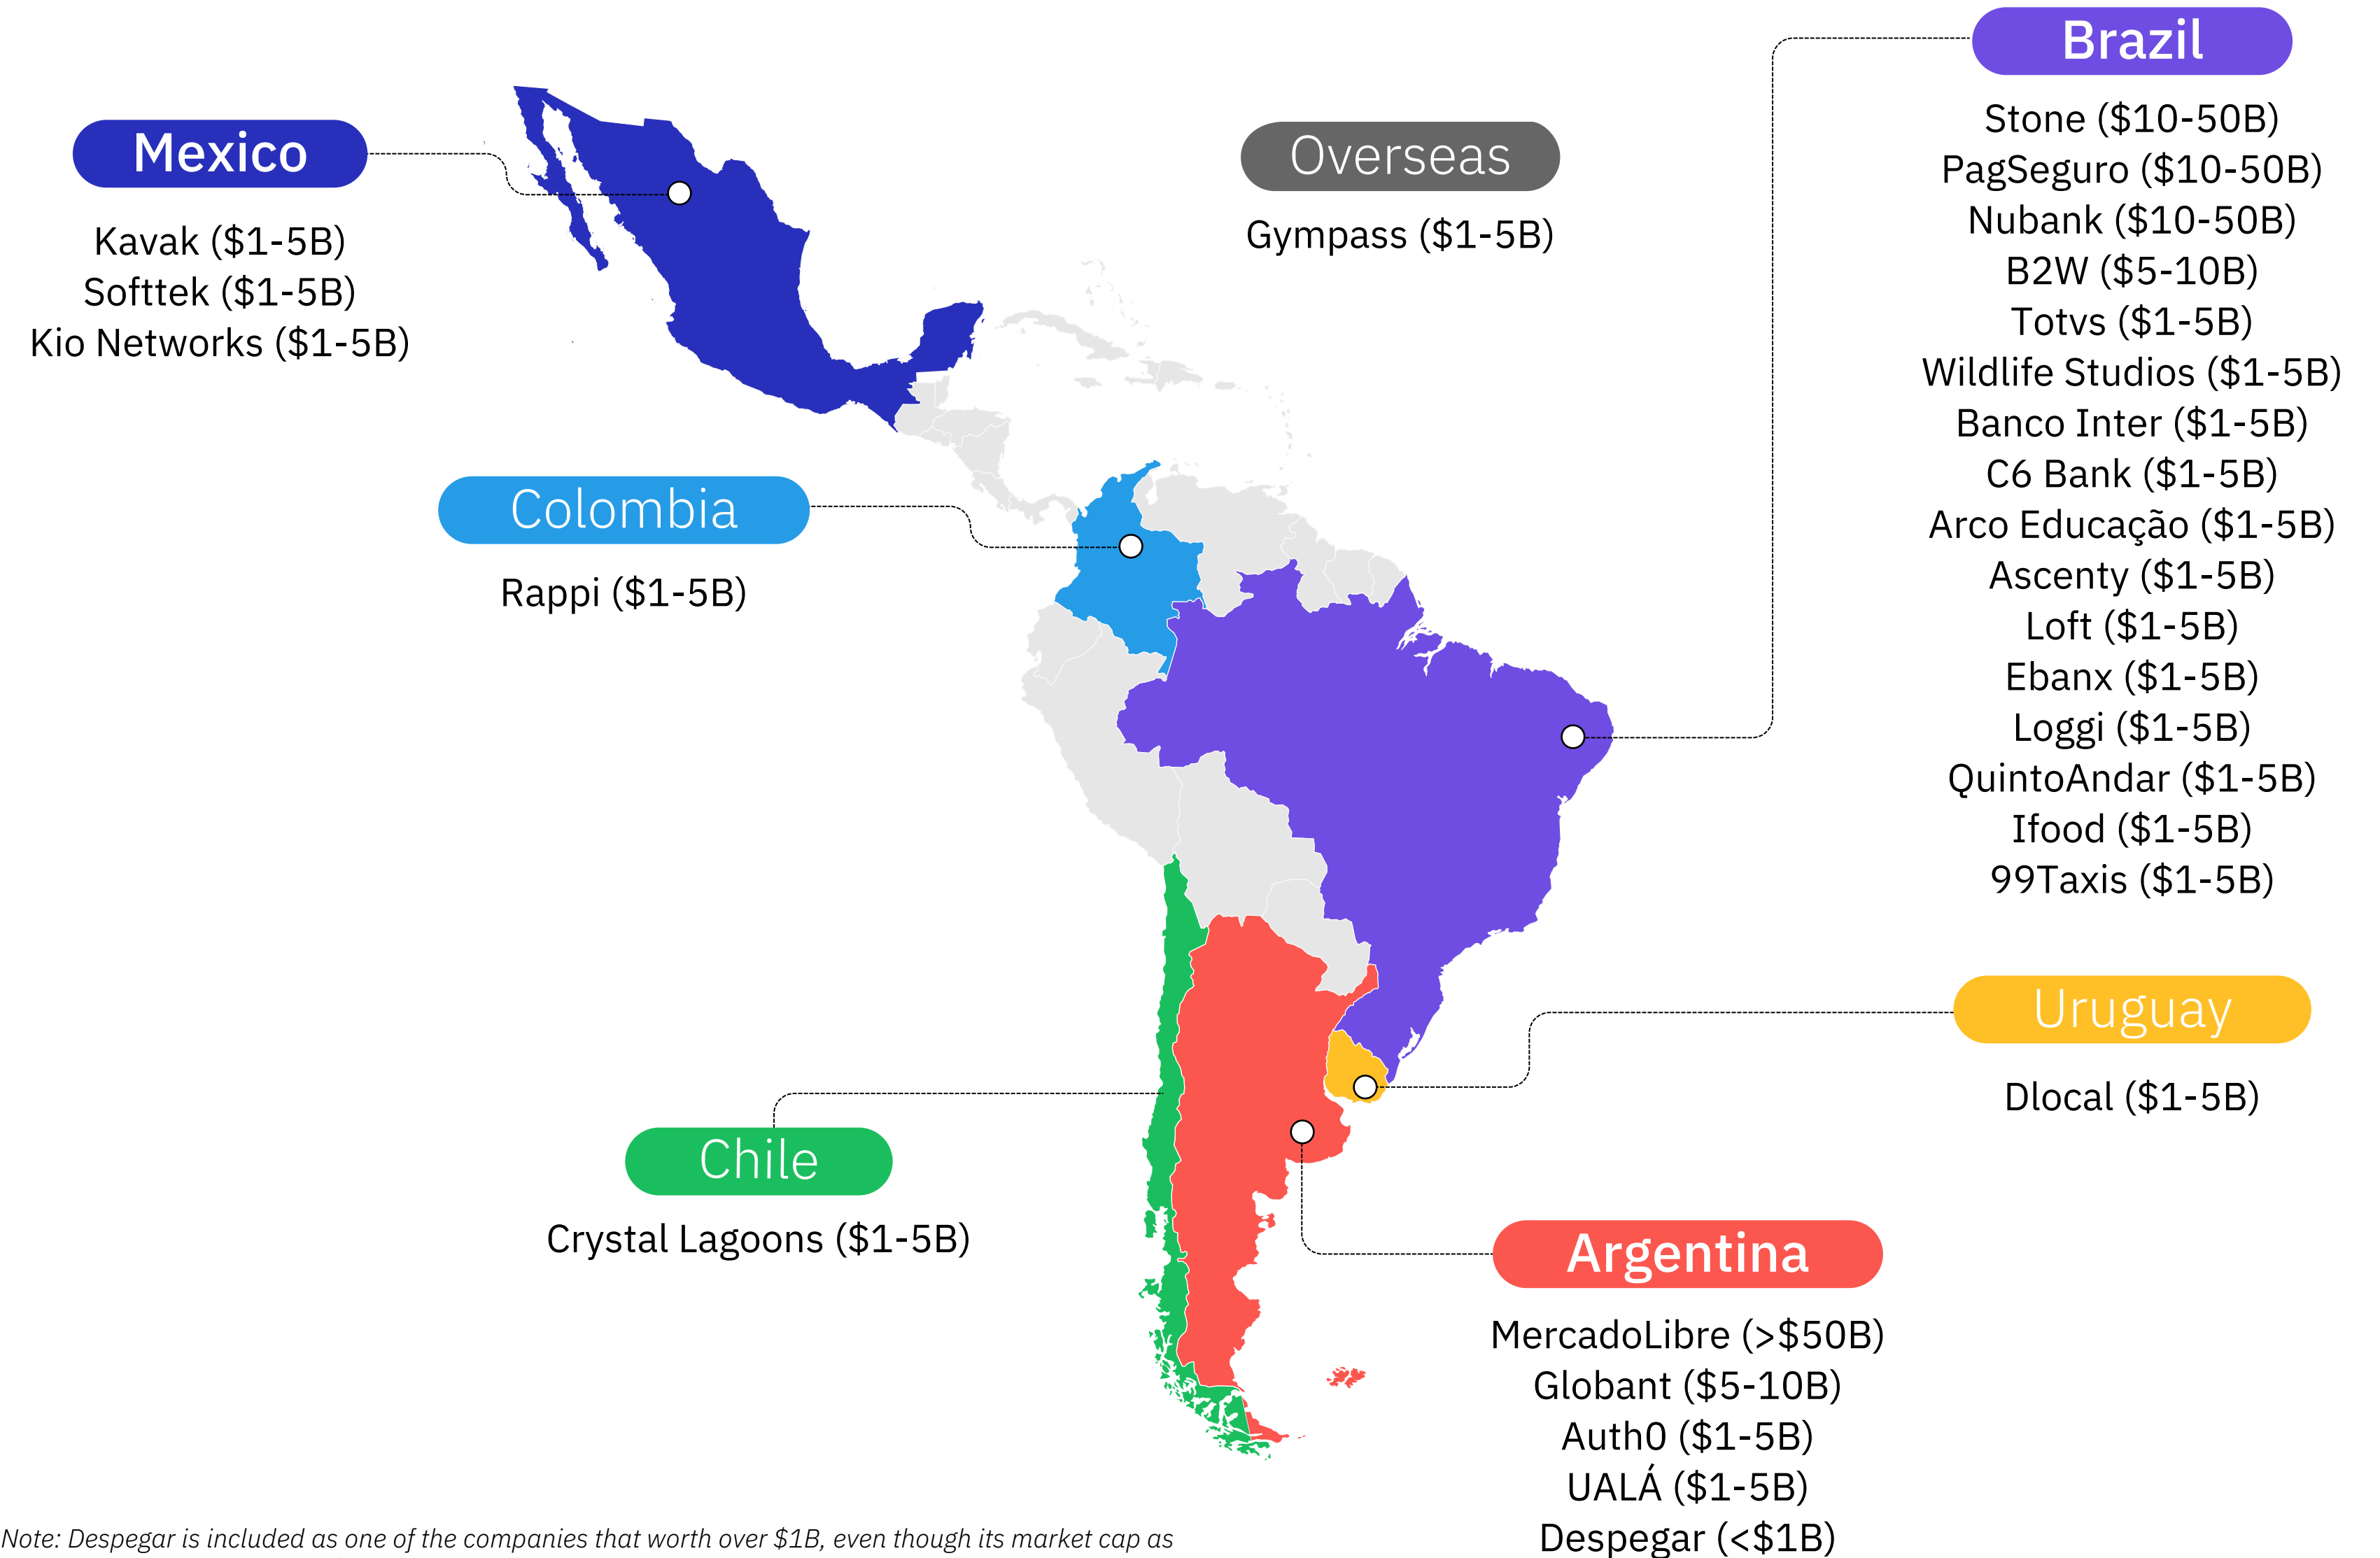 Mexico
Kavak ($1-5B)
Softtek ($1-5B)
Kio Networks ($1-5B)
Overseas
Gympass ($1-5B)
Brazil
Stone ($10-50B)
PagSeguro ($10-50B)
Nubank ($10-50B)
B2W ($5-10B)
Totvs ($1-5B)
Wildlife Studios ($1-5B)
Banco Inter ($1-5B)
C6 Bank ($1-5B)
Arco Educação ($1-5B)
Ascenty ($1-5B)
Loft ($1-5B)
Ebanx ($1-5B)
Loggi ($1-5B)
QuintoAndar ($1-5B)
Ifood ($1-5B)
99Taxis ($1-5B)
Colombia
Rappi ($1-5B)
Uruguay
Dlocal ($1-5B)
Chile
Crystal Lagoons ($1-5B)
Argentina
MercadoLibre (>$50B)
Globant ($5-10B)
Auth0 ($1-5B)
UALÁ ($1-5B)
Despegar (<$1B)
Note: Despegar is included as one of the companies that worth over $1B, even though its market cap as